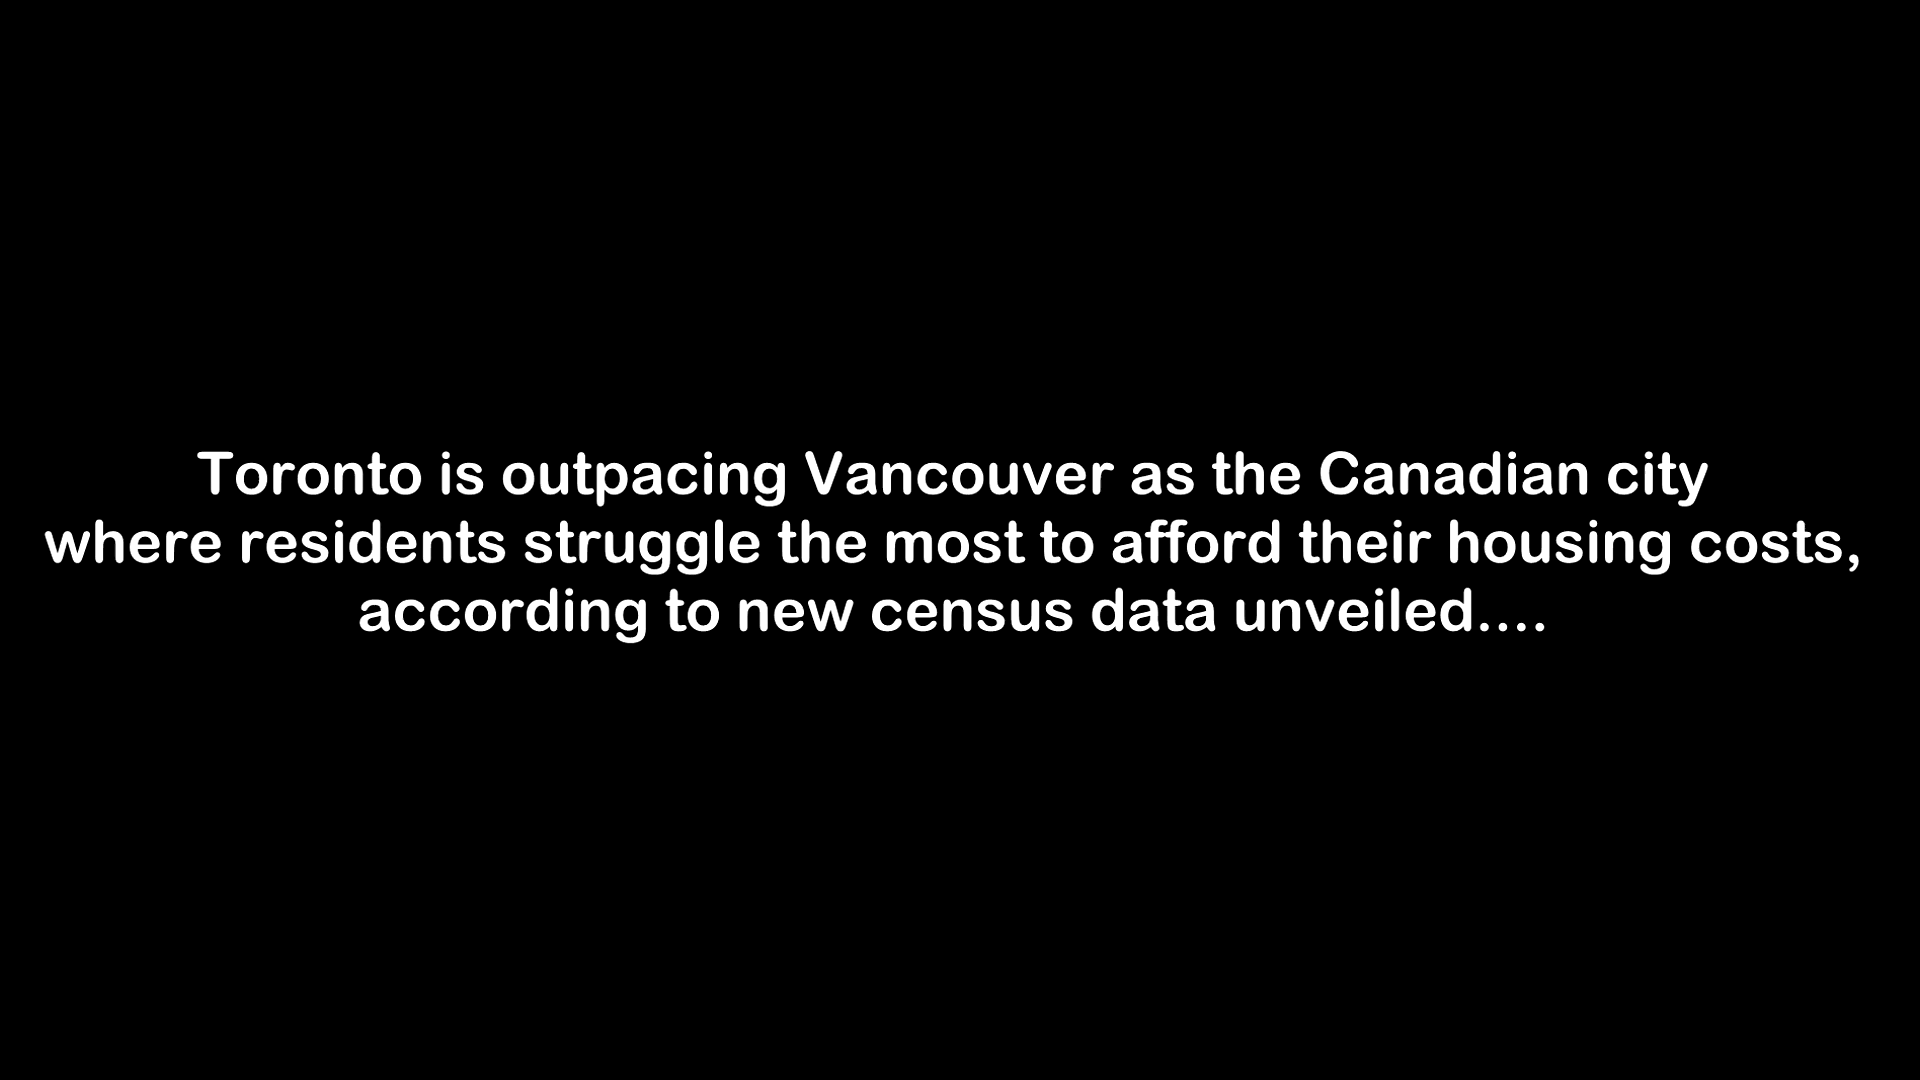 Toronto is outpacing Vancouver as the Canadian city
where residents struggle the most to afford their housing costs,
according to new census data unveiled....